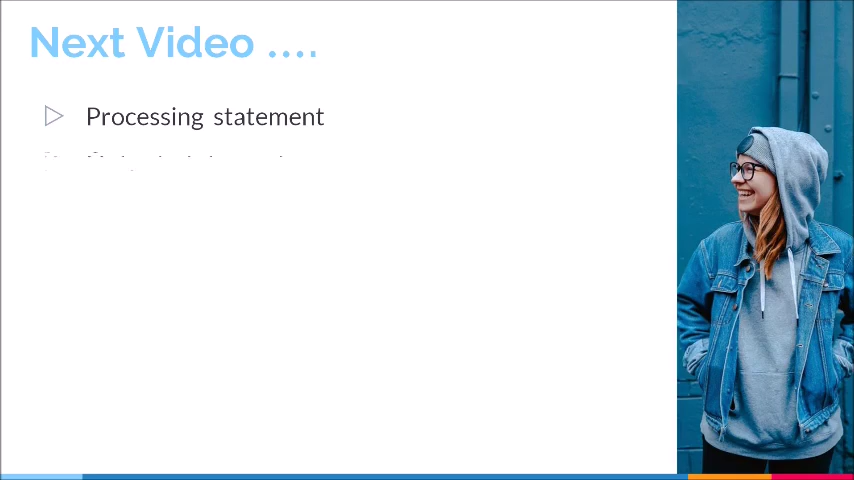 Next Video ....
Processing statement